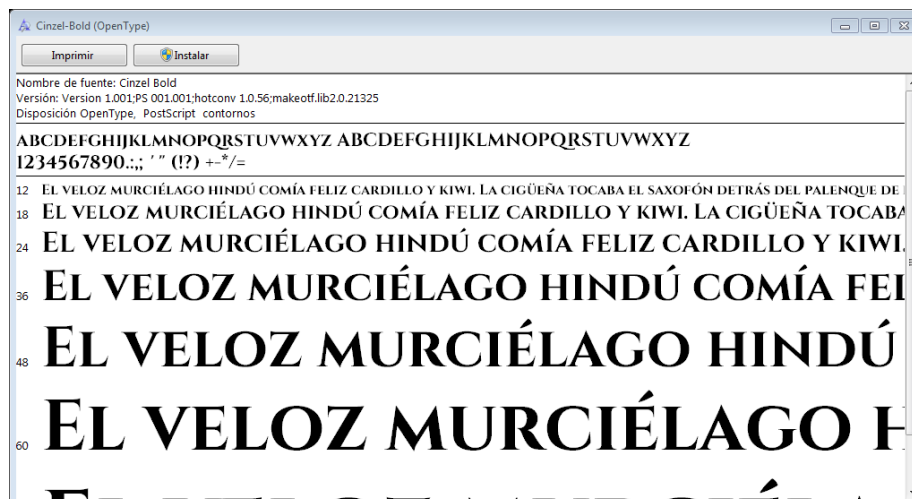 Cinzel-Bold (OpenType)
Imprimir Instalar
Nombre de fuente: Cinzel Bold
Versión: Version 1.001;PS 001.001;hotconv 1.0.56;makeotf.lib2.0.21325
Disposición OpenType, PostScript contornos
ABCDEFGHIJKLMNOPQRSTUVWXYZ ABCDEFGHIJKLMNOPQRSTUVWXYZ
1234567890.:,; ´ ¨ (!?) +-*/=
12 El veloz murciélago hindú comía feliz cardillo y kiwi. La cigüeña tocaba el saxofón detrás del palenque de
18 El veloz murciélago hindú comía feliz cardillo y kiwi. La cigüeña tocaba
24 El veloz murciélago hindú comía feliz cardillo y kiwi.
36 El veloz murciélago hindú comía fel
48 El veloz murciélago hindú
60 El veloz murciélago h